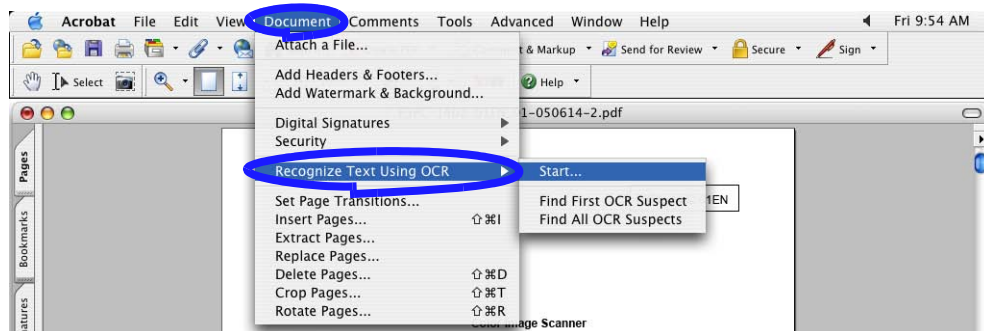 Acrobat File Edit View Document Comments Tools Advanced Window Help Fri 9:54 AM
t & Markup Send for Review Secure Sign
Select Help
1-050614-2.pdf
Attach a File...
Add Headers & Footers...
Add Watermark & Background...
Digital Signatures
Security
Recognize Text Using OCR
Set Page Transitions...
Insert Pages... ⇧⌘I
Extract Pages...
Replace Pages...
Delete Pages... ⇧⌘D
Crop Pages... ⇧⌘T
Rotate Pages... ⇧⌘R
Start...
Find First OCR Suspect
Find All OCR Suspects
1EN
Pages
Bookmarks
natures
Color Image Scanner